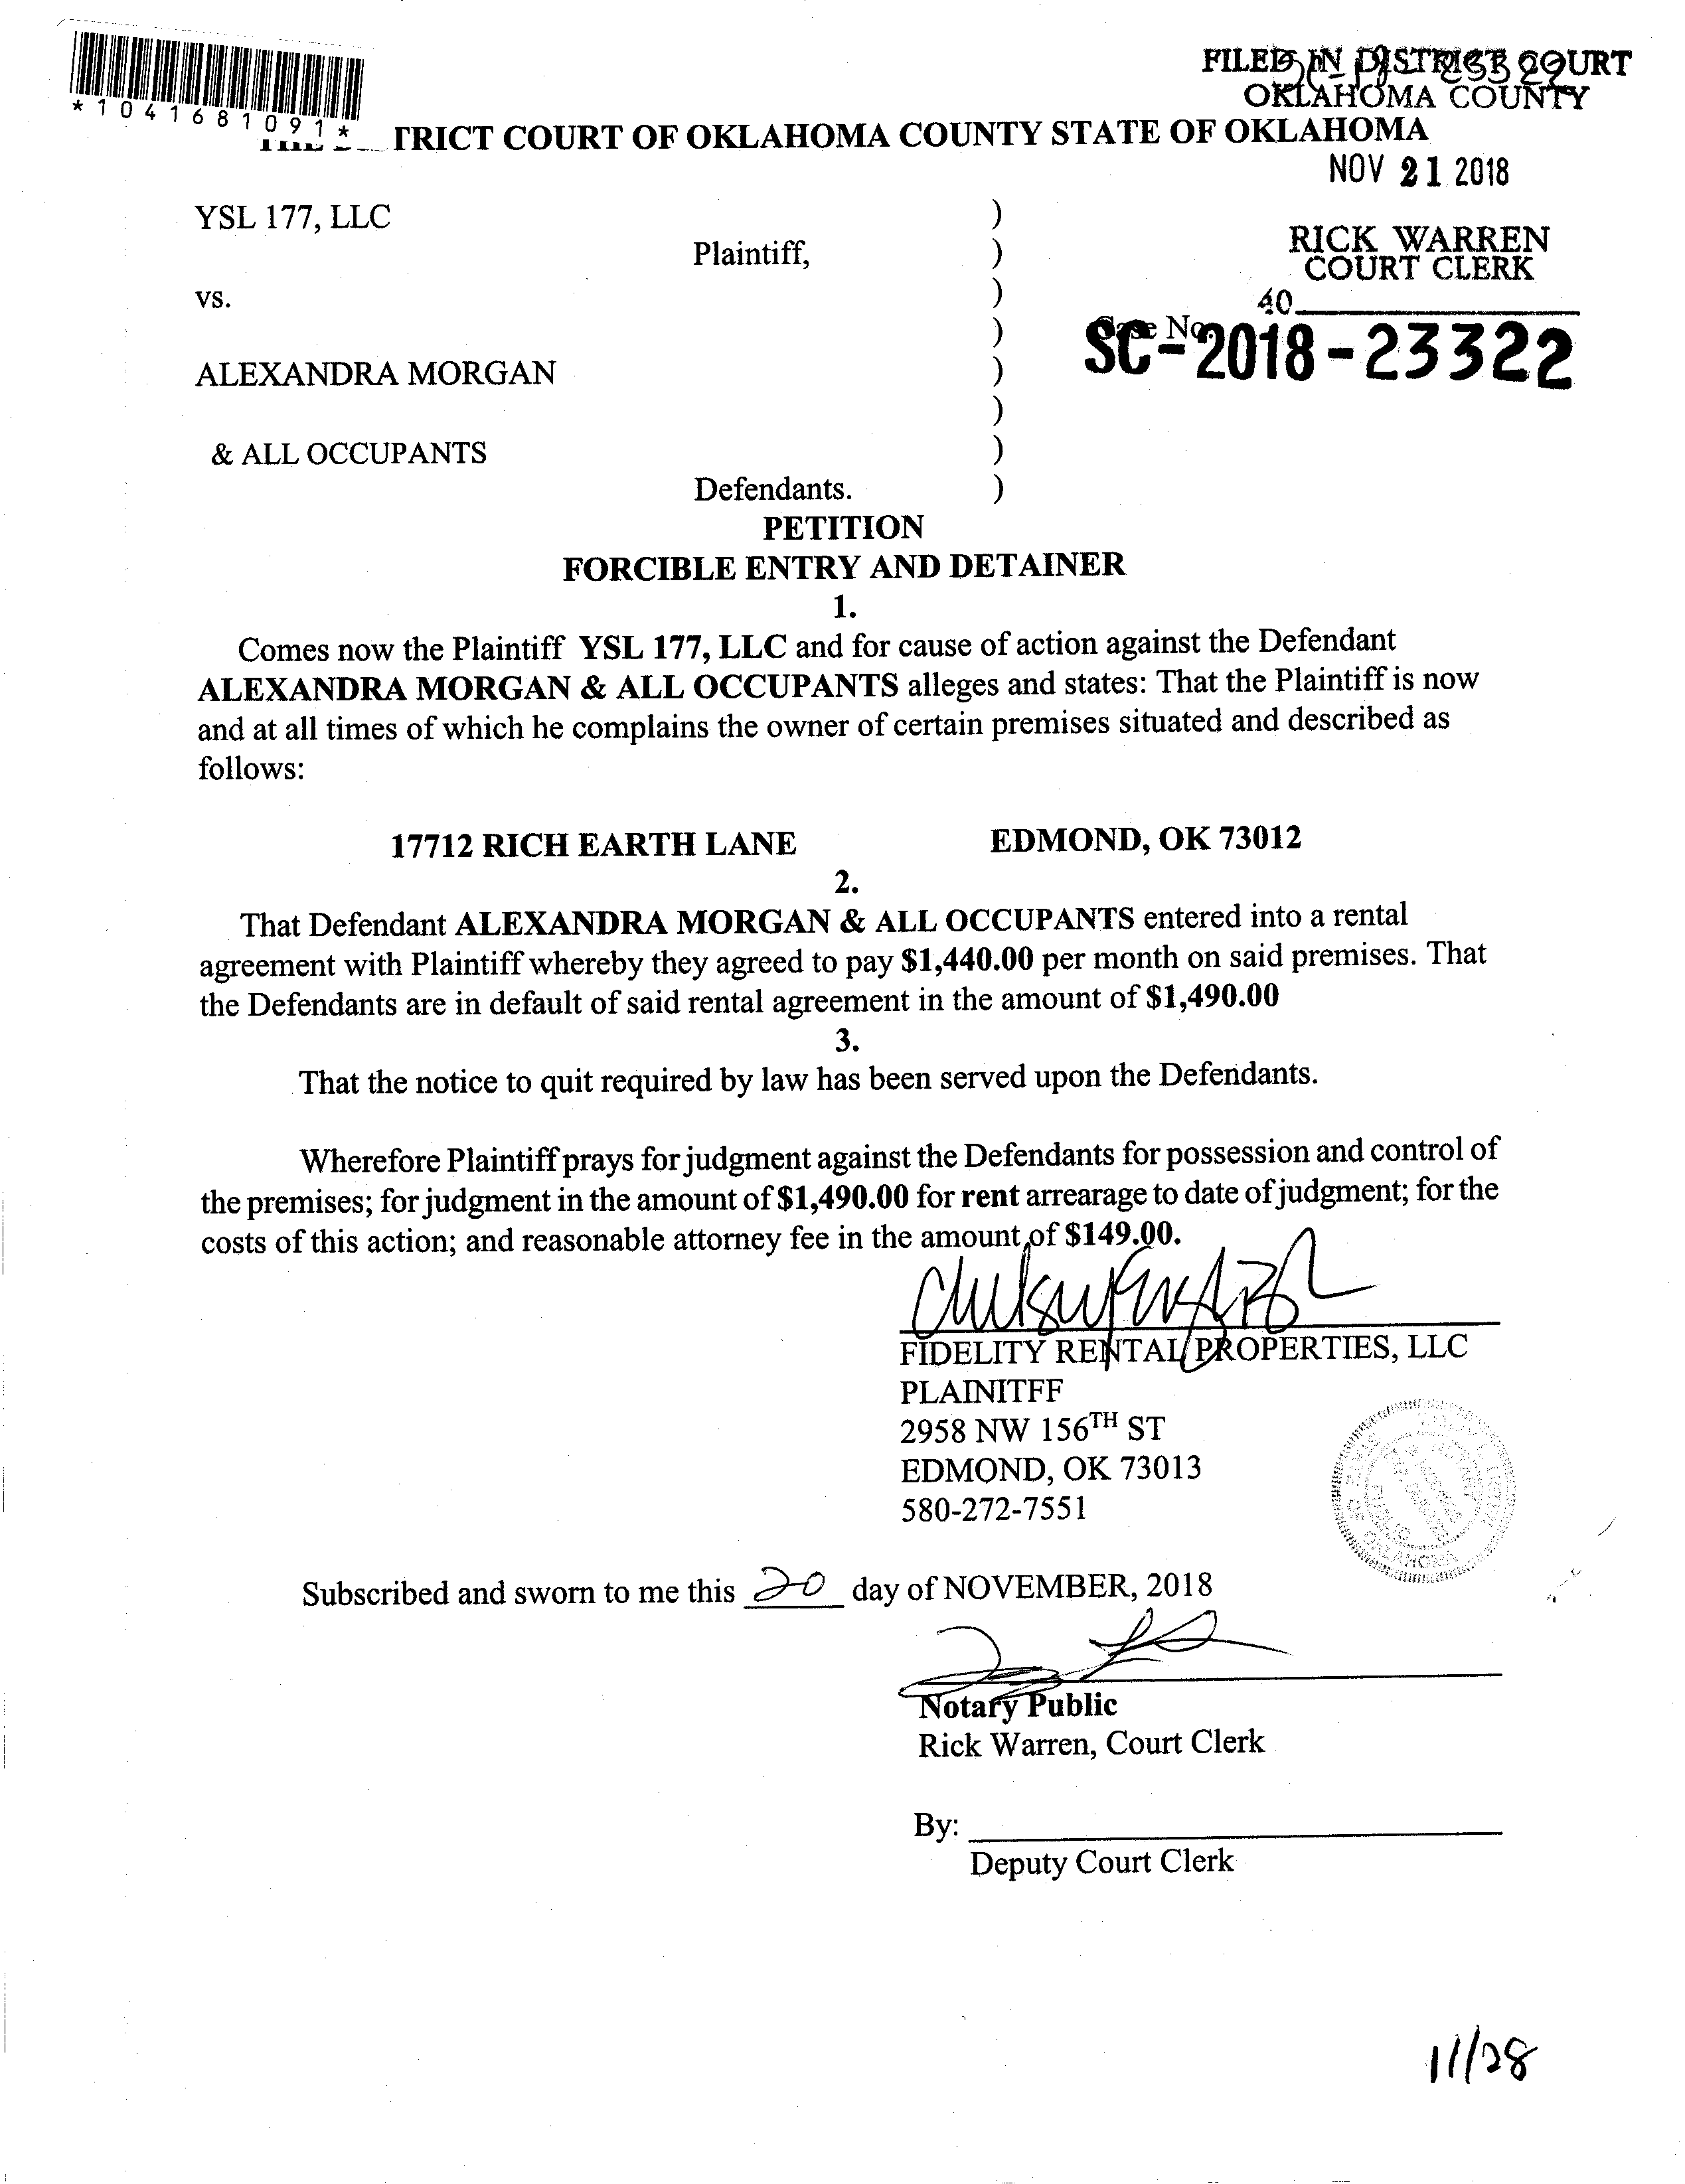 *1041681091*
FILED IN DISTRICT COURT
OKLAHOMA COUNTY
TRICT COURT OF OKLAHOMA COUNTY STATE OF OKLAHOMA
NOV 21 2018
YSL 177, LLC )
Plaintiff, )
RICK WARREN
COURT CLERK
vs. )
40
)
Case No.
SC-2018-23322
ALEXANDRA MORGAN )
)
& ALL OCCUPANTS )
Defendants. )
PETITION
FORCIBLE ENTRY AND DETAINER
1.
Comes now the Plaintiff YSL 177, LLC and for cause of action against the Defendant
ALEXANDRA MORGAN & ALL OCCUPANTS alleges and states: That the Plaintiff is now
and at all times of which he complains the owner of certain premises situated and described as
follows:
17712 RICH EARTH LANE EDMOND, OK 73012
2.
That Defendant ALEXANDRA MORGAN & ALL OCCUPANTS entered into a rental
agreement with Plaintiff whereby they agreed to pay $1,440.00 per month on said premises. That
the Defendants are in default of said rental agreement in the amount of $1,490.00
3.
That the notice to quit required by law has been served upon the Defendants.
Wherefore Plaintiff prays for judgment against the Defendants for possession and control of
the premises; for judgment in the amount of $1,490.00 for rent arrearage to date of judgment; for the
costs of this action; and reasonable attorney fee in the amount of $149.00.
FIDELITY RENTAL PROPERTIES, LLC
PLAINITFF
2958 NW 156TH ST
EDMOND, OK 73013
580-272-7551
Subscribed and sworn to me this 20 day of NOVEMBER, 2018
Notary Public
Rick Warren, Court Clerk
By:
Deputy Court Clerk
11/28